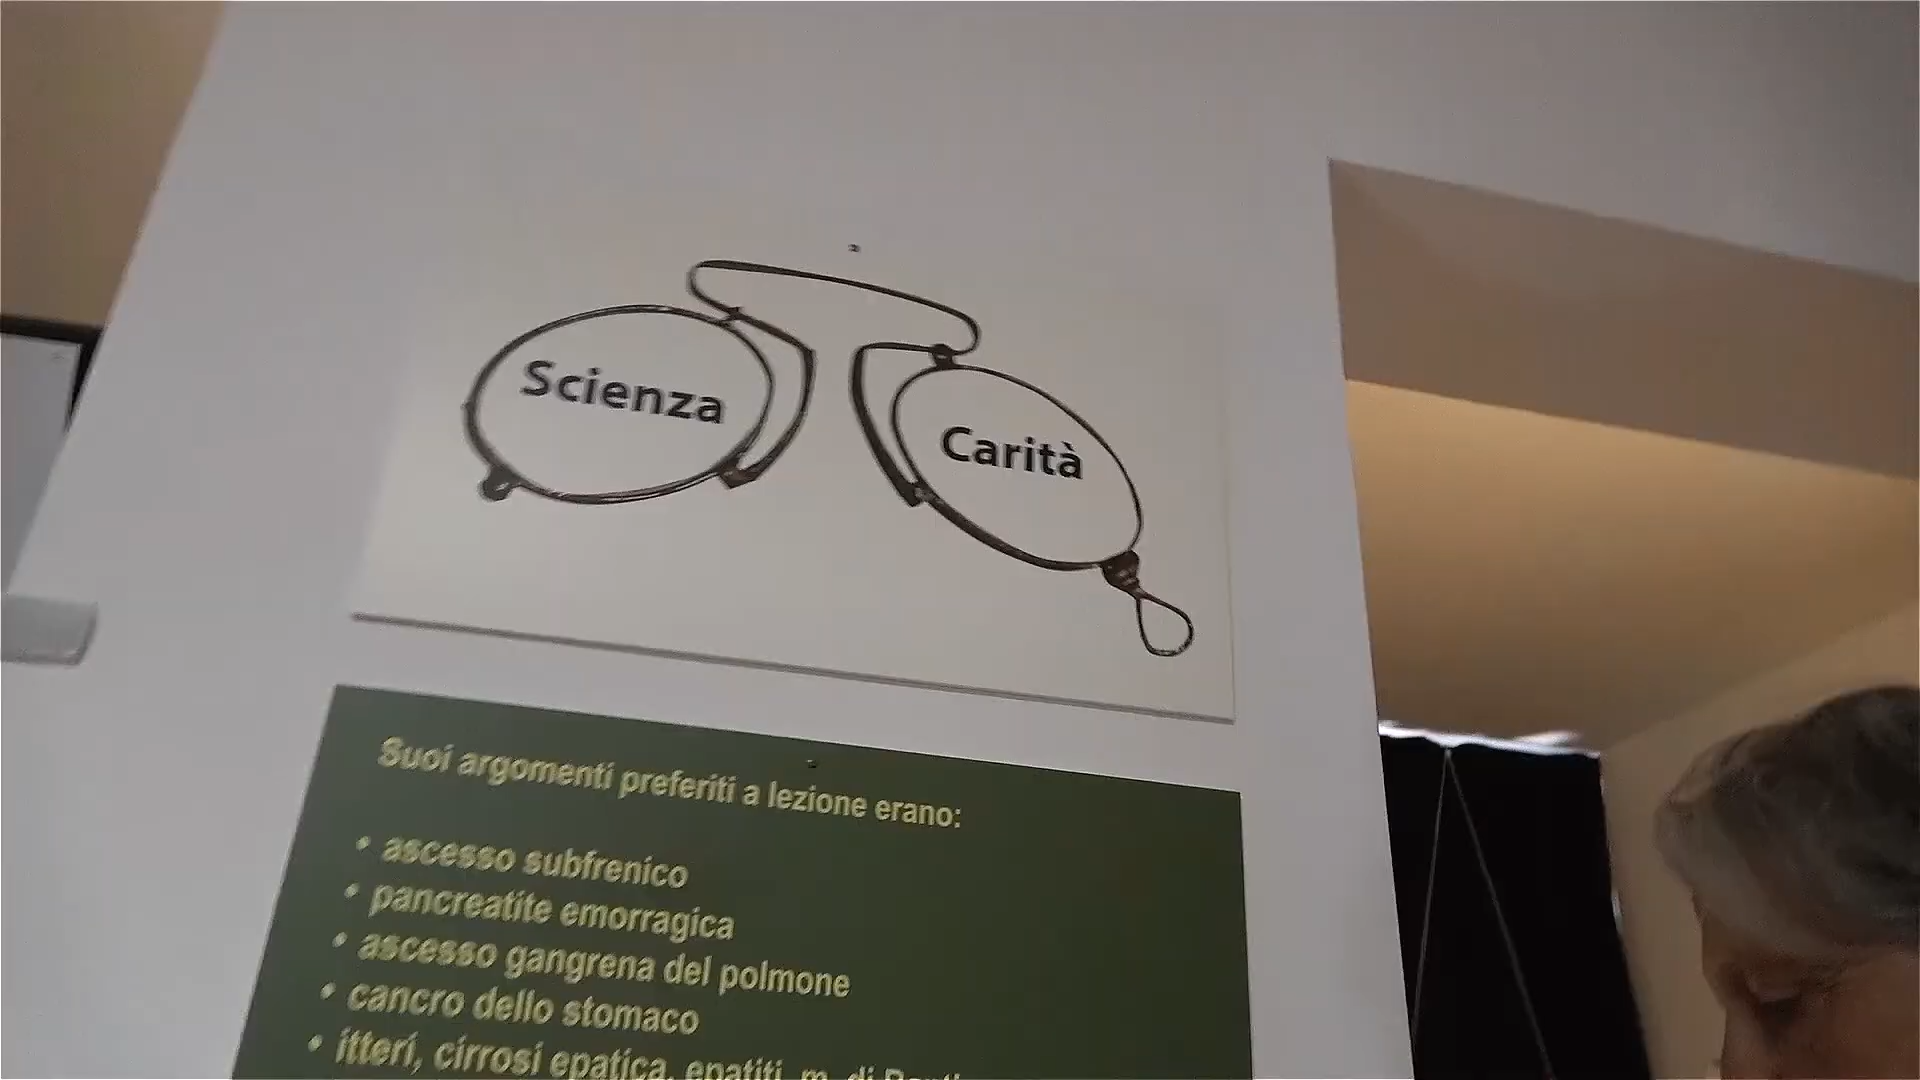 Scienza
Carità
Suoi argomenti preferiti a lezione erano:
• ascesso subfrenico
• pancreatite emorragica
• ascesso gangrena del polmone
• cancro dello stomaco
• itteri, cirrosi epatica, epatiti, m. di